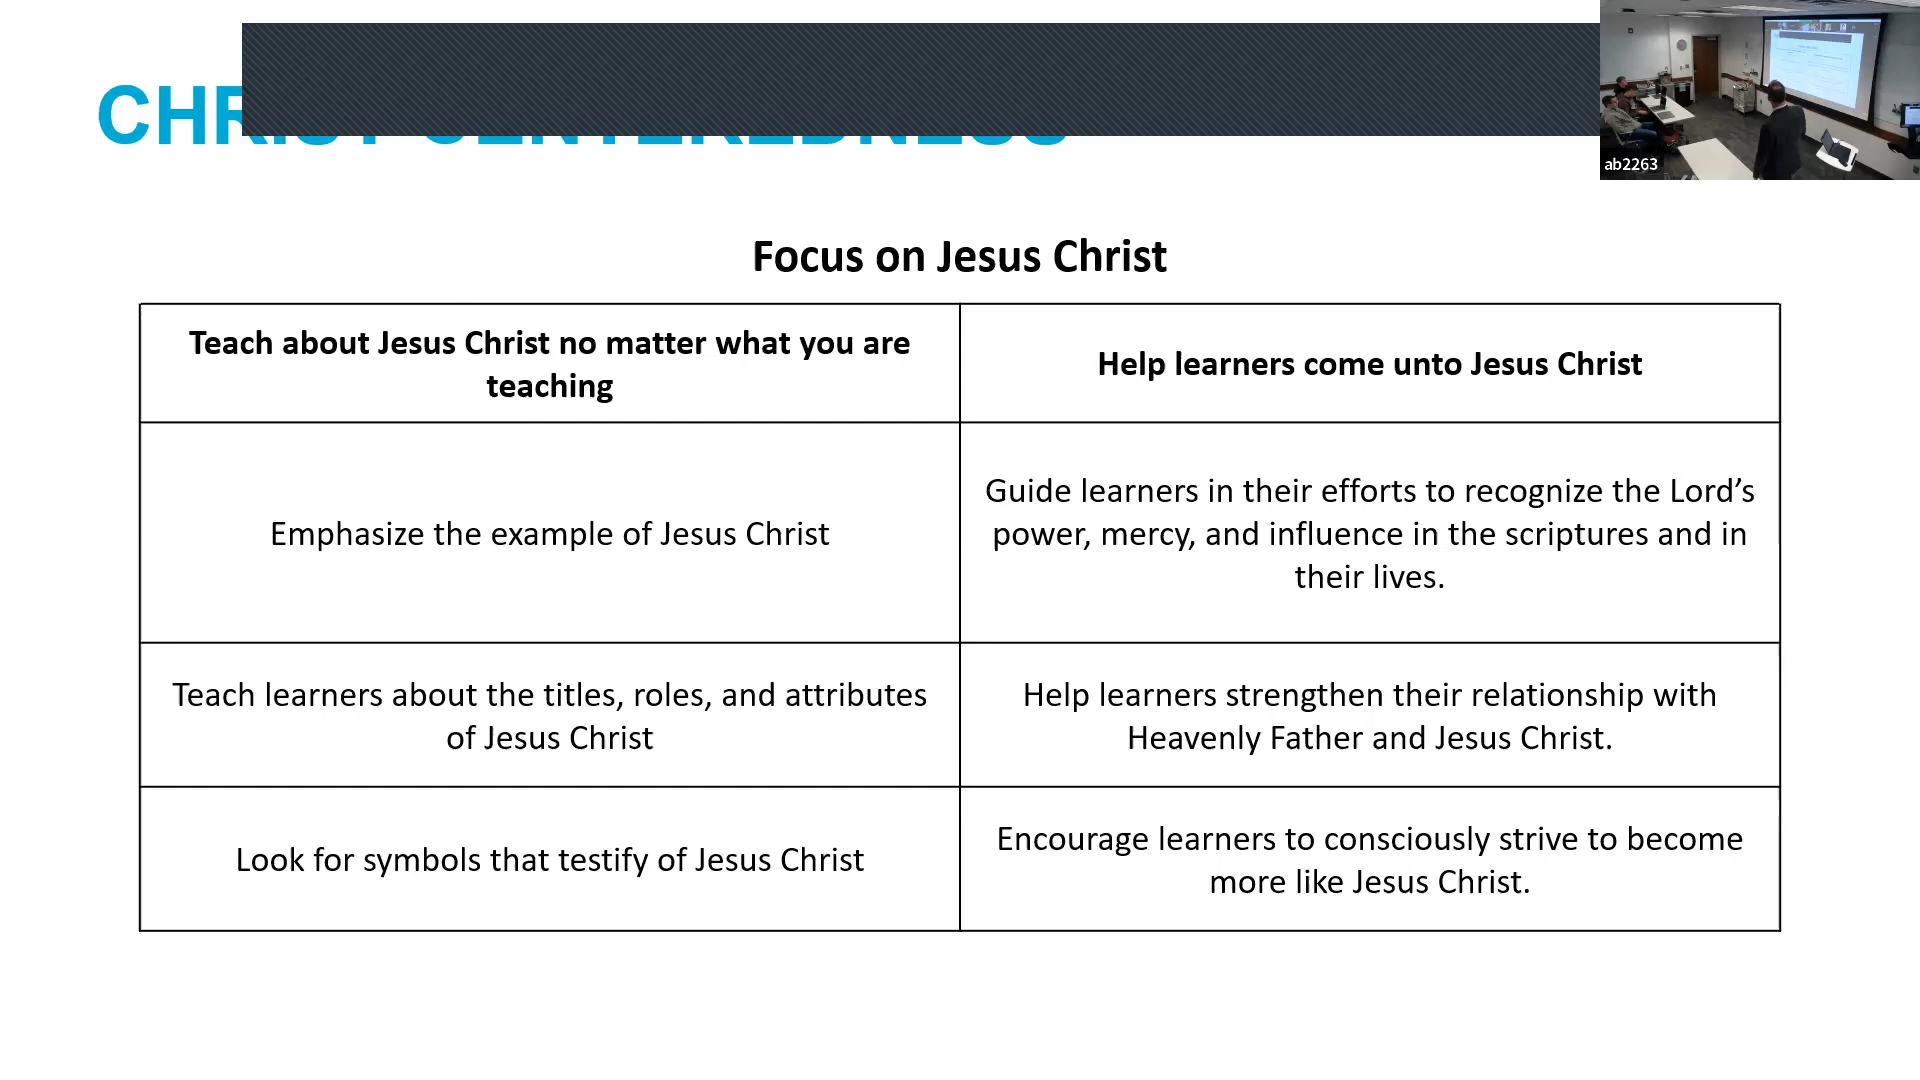 CHRIST CENTEREDNESS
ab2263
Focus on Jesus Christ
Teach about Jesus Christ no matter what you are
teaching
Help learners come unto Jesus Christ
Emphasize the example of Jesus Christ
Guide learners in their efforts to recognize the Lord’s
power, mercy, and influence in the scriptures and in
their lives.
Teach learners about the titles, roles, and attributes
of Jesus Christ
Help learners strengthen their relationship with
Heavenly Father and Jesus Christ.
Look for symbols that testify of Jesus Christ
Encourage learners to consciously strive to become
more like Jesus Christ.